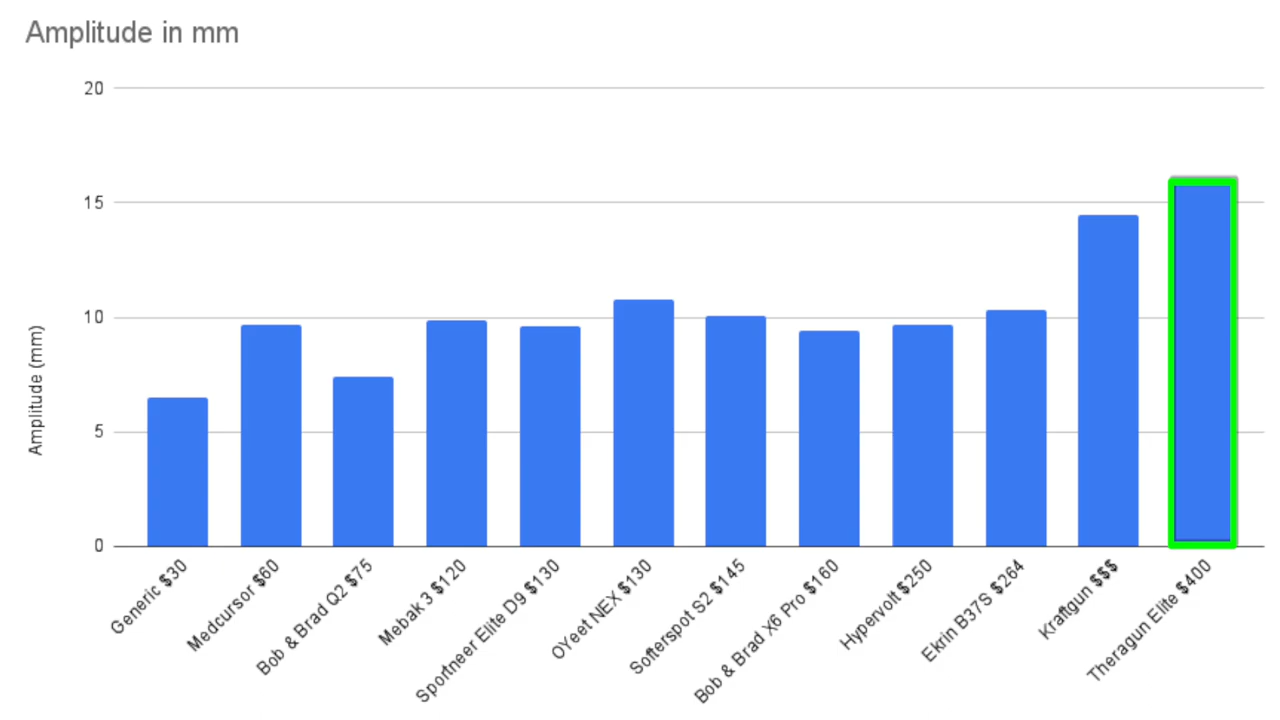 Amplitude in mm
20
15
10
5
0
Amplitude (mm)
Generic $30
Medcursor $60
Bob & Brad Q2 $75
Mebak 3 $120
Sportneer Elite D9 $130
OYeet NEX $130
Softerspot S2 $145
Bob & Brad X6 Pro $160
Hypervolt $250
Ekrin B37S $264
Kraftgun $$$
Theragun Elite $400